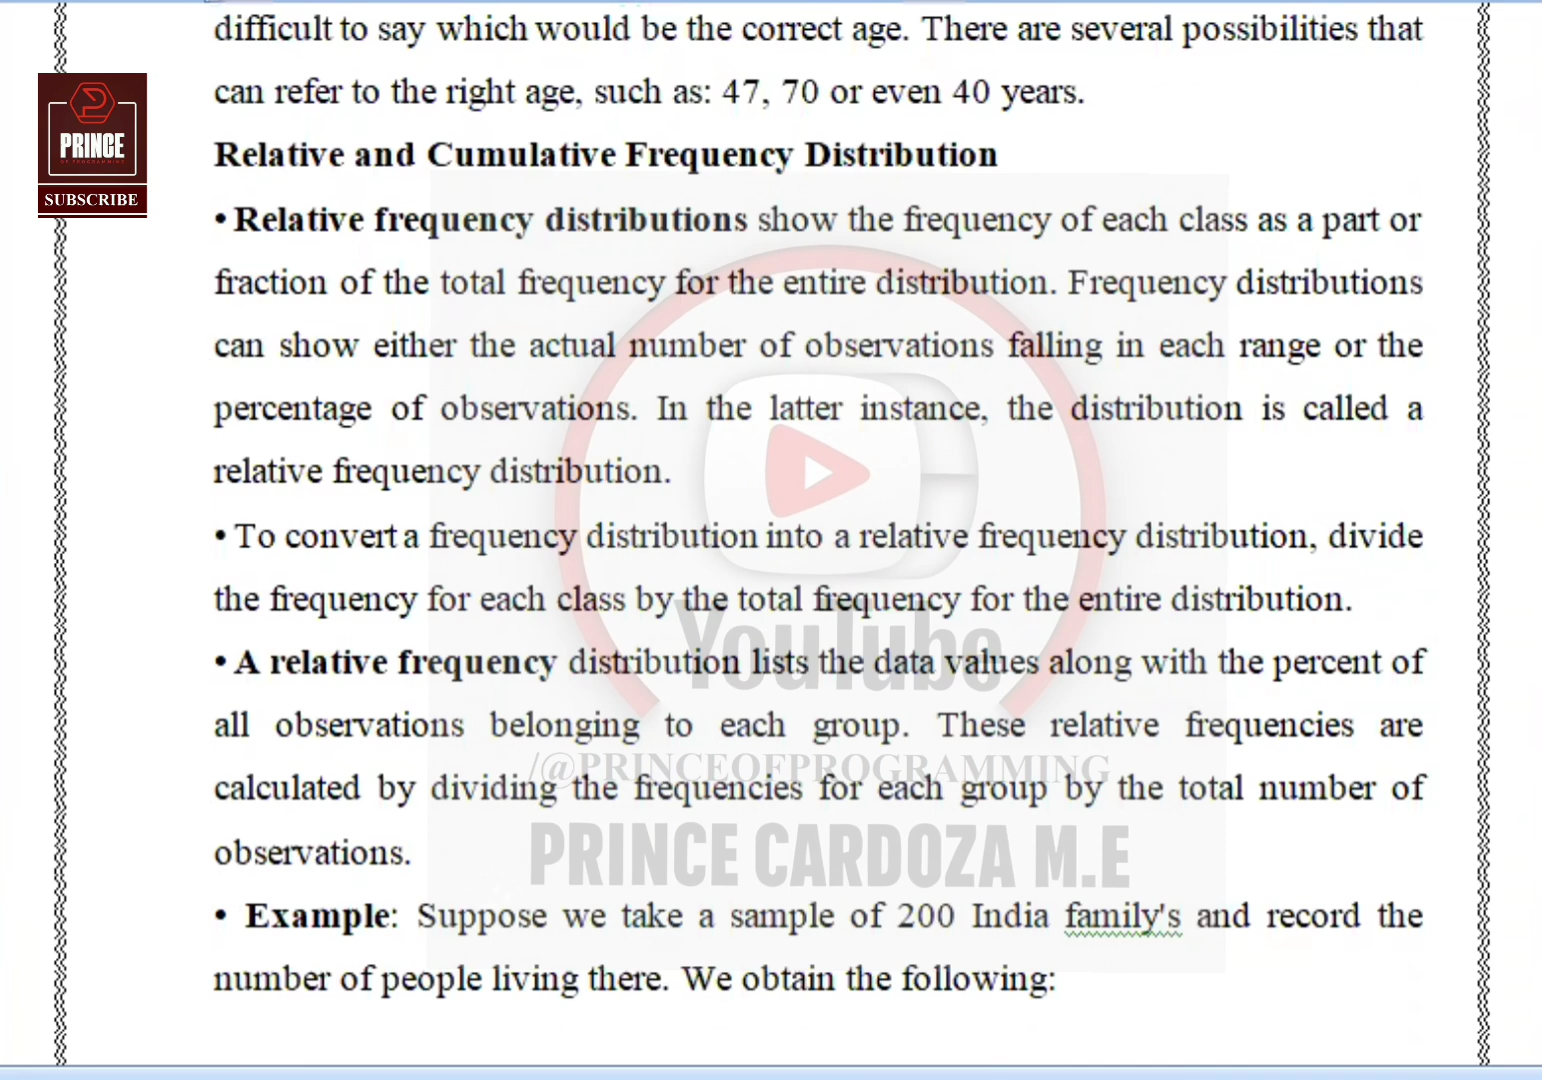 difficult to say which would be the correct age. There are several possibilities that
can refer to the right age, such as: 47, 70 or even 40 years.
PRINCE
OF PROGRAMMING
SUBSCRIBE
Relative and Cumulative Frequency Distribution
• Relative frequency distributions show the frequency of each class as a part or
fraction of the total frequency for the entire distribution. Frequency distributions
can show either the actual number of observations falling in each range or the
percentage of observations. In the latter instance, the distribution is called a
relative frequency distribution.
• To convert a frequency distribution into a relative frequency distribution, divide
the frequency for each class by the total frequency for the entire distribution.
YouTube
• A relative frequency distribution lists the data values along with the percent of
all observations belonging to each group. These relative frequencies are
/@PRINCEOFPROGRAMMING
calculated by dividing the frequencies for each group by the total number of
observations.
PRINCE CARDOZA M.E
• Example: Suppose we take a sample of 200 India family's and record the
number of people living there. We obtain the following: